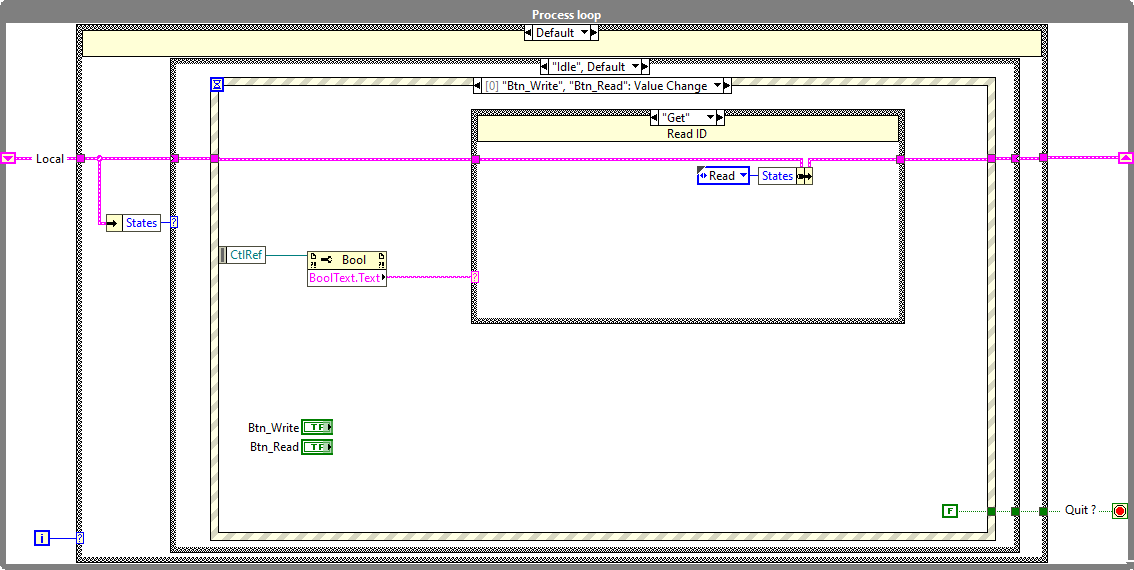 Process loop
Default
"Idle", Default
[0] "Btn_Write", "Btn_Read": Value Change
"Get"
Read ID
Local
Read
States
States
?
CtlRef
Bool
BoolText.Text
?
Btn_Write
TF
Btn_Read
TF
F
Quit ?
i
?